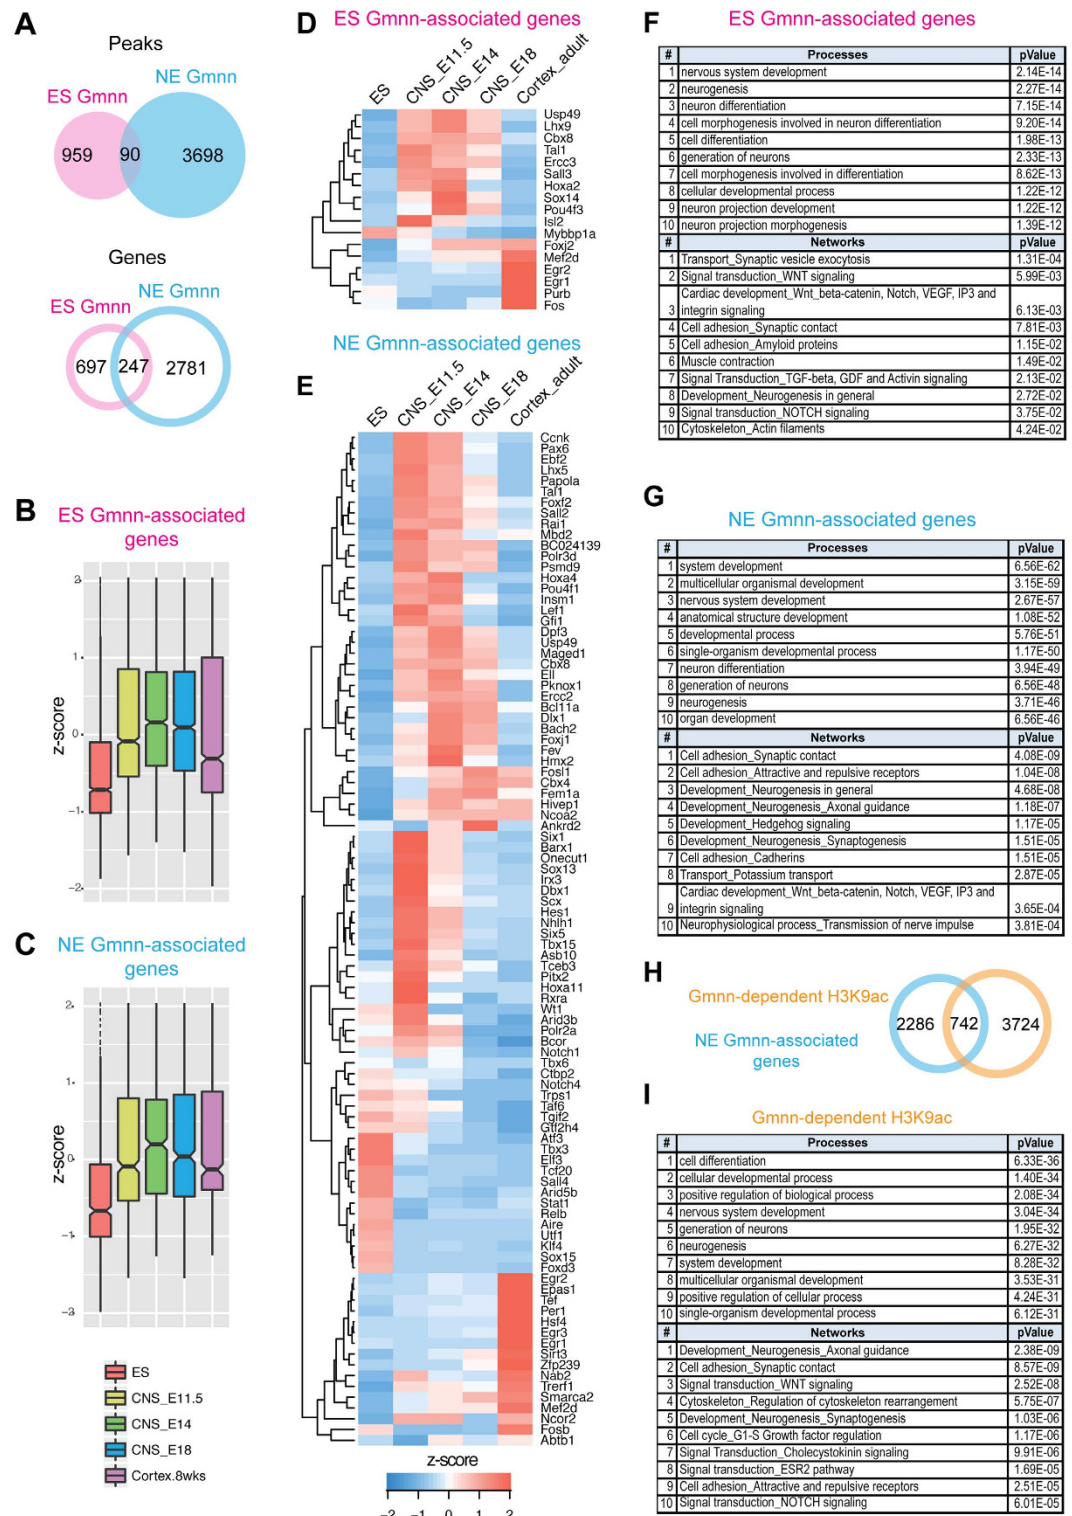 A
Peaks
NE Gmnn
ES Gmnn
959
90
3698
Genes
ES Gmnn
NE Gmnn
697
247
2781
B
ES Gmnn-associated
genes
z-score
2
1
0
−1
−2
C
NE Gmnn-associated
genes
z-score
2
1
0
−1
ES
CNS_E11.5
CNS_E14
CNS_E18
Cortex.8wks
D
ES Gmnn-associated genes
ES
CNS_E11.5
CNS_E14
CNS_E18
Cortex_adult
Usp49
Lhx9
Cbx8
Tal1
Ercc3
Sall3
Hoxa2
Sox14
Pou4f3
Isl2
Mybbp1a
Foxj2
Mef2d
Egr2
Egr1
Purb
Fos
NE Gmnn-associated genes
E
ES
CNS_E11.5
CNS_E14
CNS_E18
Cortex_adult
Ccnk
Pax6
Ebf2
Lhx5
Papola
Tal1
Foxf2
Sall2
Rai1
Mbd2
BC024139
Polr3d
Psmd9
Hoxa4
Pou4f1
Insm1
Lef1
Gfi1
Dpf3
Usp49
Maged1
Cbx8
Ell
Pknox1
Ercc2
Bcl11a
Dlx1
Bach2
Foxj1
Fev
Hmx2
Fosl1
Cbx4
Fem1a
Hivep1
Ncoa2
Ankrd2
Six1
Barx1
Onecut1
Sox13
Irx3
Dbx1
Scx
Hes1
Nhlh1
Six5
Tbx15
Asb10
Tceb3
Pitx2
Hoxa11
Rxra
Wt1
Arid3b
Polr2a
Bcor
Notch1
Tbx6
Ctbp2
Notch4
Trps1
Taf6
Tgif2
Gtf2h4
Atf3
Tbx3
Elf3
Tcf20
Sall4
Arid5b
Stat1
Relb
Aire
Utf1
Klf4
Sox15
Foxd3
Egr2
Epas1
Tef
Per1
Hsf4
Egr3
Egr1
Sirt3
Zfp239
Nab2
Trerf1
Smarca2
Mef2d
Ncor2
Fosb
Abtb1
z-score
−2 −1 0 1 2
F
ES Gmnn-associated genes
# Processes pValue
1 nervous system development 2.14E-14
2 neurogenesis 2.27E-14
3 neuron differentiation 7.15E-14
4 cell morphogenesis involved in neuron differentiation 9.20E-14
5 cell differentiation 1.98E-13
6 generation of neurons 2.33E-13
7 cell morphogenesis involved in differentiation 8.62E-13
8 cellular developmental process 1.22E-12
9 neuron projection development 1.22E-12
10 neuron projection morphogenesis 1.39E-12
# Networks pValue
1 Transport_Synaptic vesicle exocytosis 1.31E-04
2 Signal transduction_WNT signaling 5.99E-03
Cardiac development_Wnt_beta-catenin, Notch, VEGF, IP3 and
3 integrin signaling 6.13E-03
4 Cell adhesion_Synaptic contact 7.81E-03
5 Cell adhesion_Amyloid proteins 1.15E-02
6 Muscle contraction 1.49E-02
7 Signal Transduction_TGF-beta, GDF and Activin signaling 2.13E-02
8 Development_Neurogenesis in general 2.72E-02
9 Signal transduction_NOTCH signaling 3.75E-02
10 Cytoskeleton_Actin filaments 4.24E-02
G
NE Gmnn-associated genes
# Processes pValue
1 system development 6.56E-62
2 multicellular organismal development 3.15E-59
3 nervous system development 2.67E-57
4 anatomical structure development 1.08E-52
5 developmental process 5.76E-51
6 single-organism developmental process 1.17E-50
7 neuron differentiation 3.94E-49
8 generation of neurons 6.56E-48
9 neurogenesis 3.71E-46
10 organ development 6.56E-46
# Networks pValue
1 Cell adhesion_Synaptic contact 4.08E-09
2 Cell adhesion_Attractive and repulsive receptors 1.04E-08
3 Development_Neurogenesis in general 4.68E-08
4 Development_Neurogenesis_Axonal guidance 1.18E-07
5 Development_Hedgehog signaling 1.17E-05
6 Development_Neurogenesis_Synaptogenesis 1.51E-05
7 Cell adhesion_Cadherins 1.51E-05
8 Transport_Potassium transport 2.87E-05
Cardiac development_Wnt_beta-catenin, Notch, VEGF, IP3 and
9 integrin signaling 3.65E-04
10 Neurophysiological process_Transmission of nerve impulse 3.81E-04
H
Gmnn-dependent H3K9ac
NE Gmnn-associated
genes
2286
742
3724
I
Gmnn-dependent H3K9ac
# Processes pValue
1 cell differentiation 6.33E-36
2 cellular developmental process 1.40E-34
3 positive regulation of biological process 2.08E-34
4 nervous system development 3.04E-34
5 generation of neurons 1.95E-32
6 neurogenesis 6.27E-32
7 system development 8.28E-32
8 multicellular organismal development 3.53E-31
9 positive regulation of cellular process 4.24E-31
10 single-organism developmental process 6.12E-31
# Networks pValue
1 Development_Neurogenesis_Axonal guidance 2.38E-09
2 Cell adhesion_Synaptic contact 8.57E-09
3 Signal transduction_WNT signaling 2.52E-08
4 Cytoskeleton_Regulation of cytoskeleton rearrangement 5.75E-07
5 Development_Neurogenesis_Synaptogenesis 1.03E-06
6 Cell cycle_G1-S Growth factor regulation 1.17E-06
7 Signal Transduction_Cholecystokinin signaling 9.91E-06
8 Signal transduction_ESR2 pathway 1.69E-05
9 Cell adhesion_Attractive and repulsive receptors 2.51E-05
10 Signal transduction_NOTCH signaling 6.01E-05